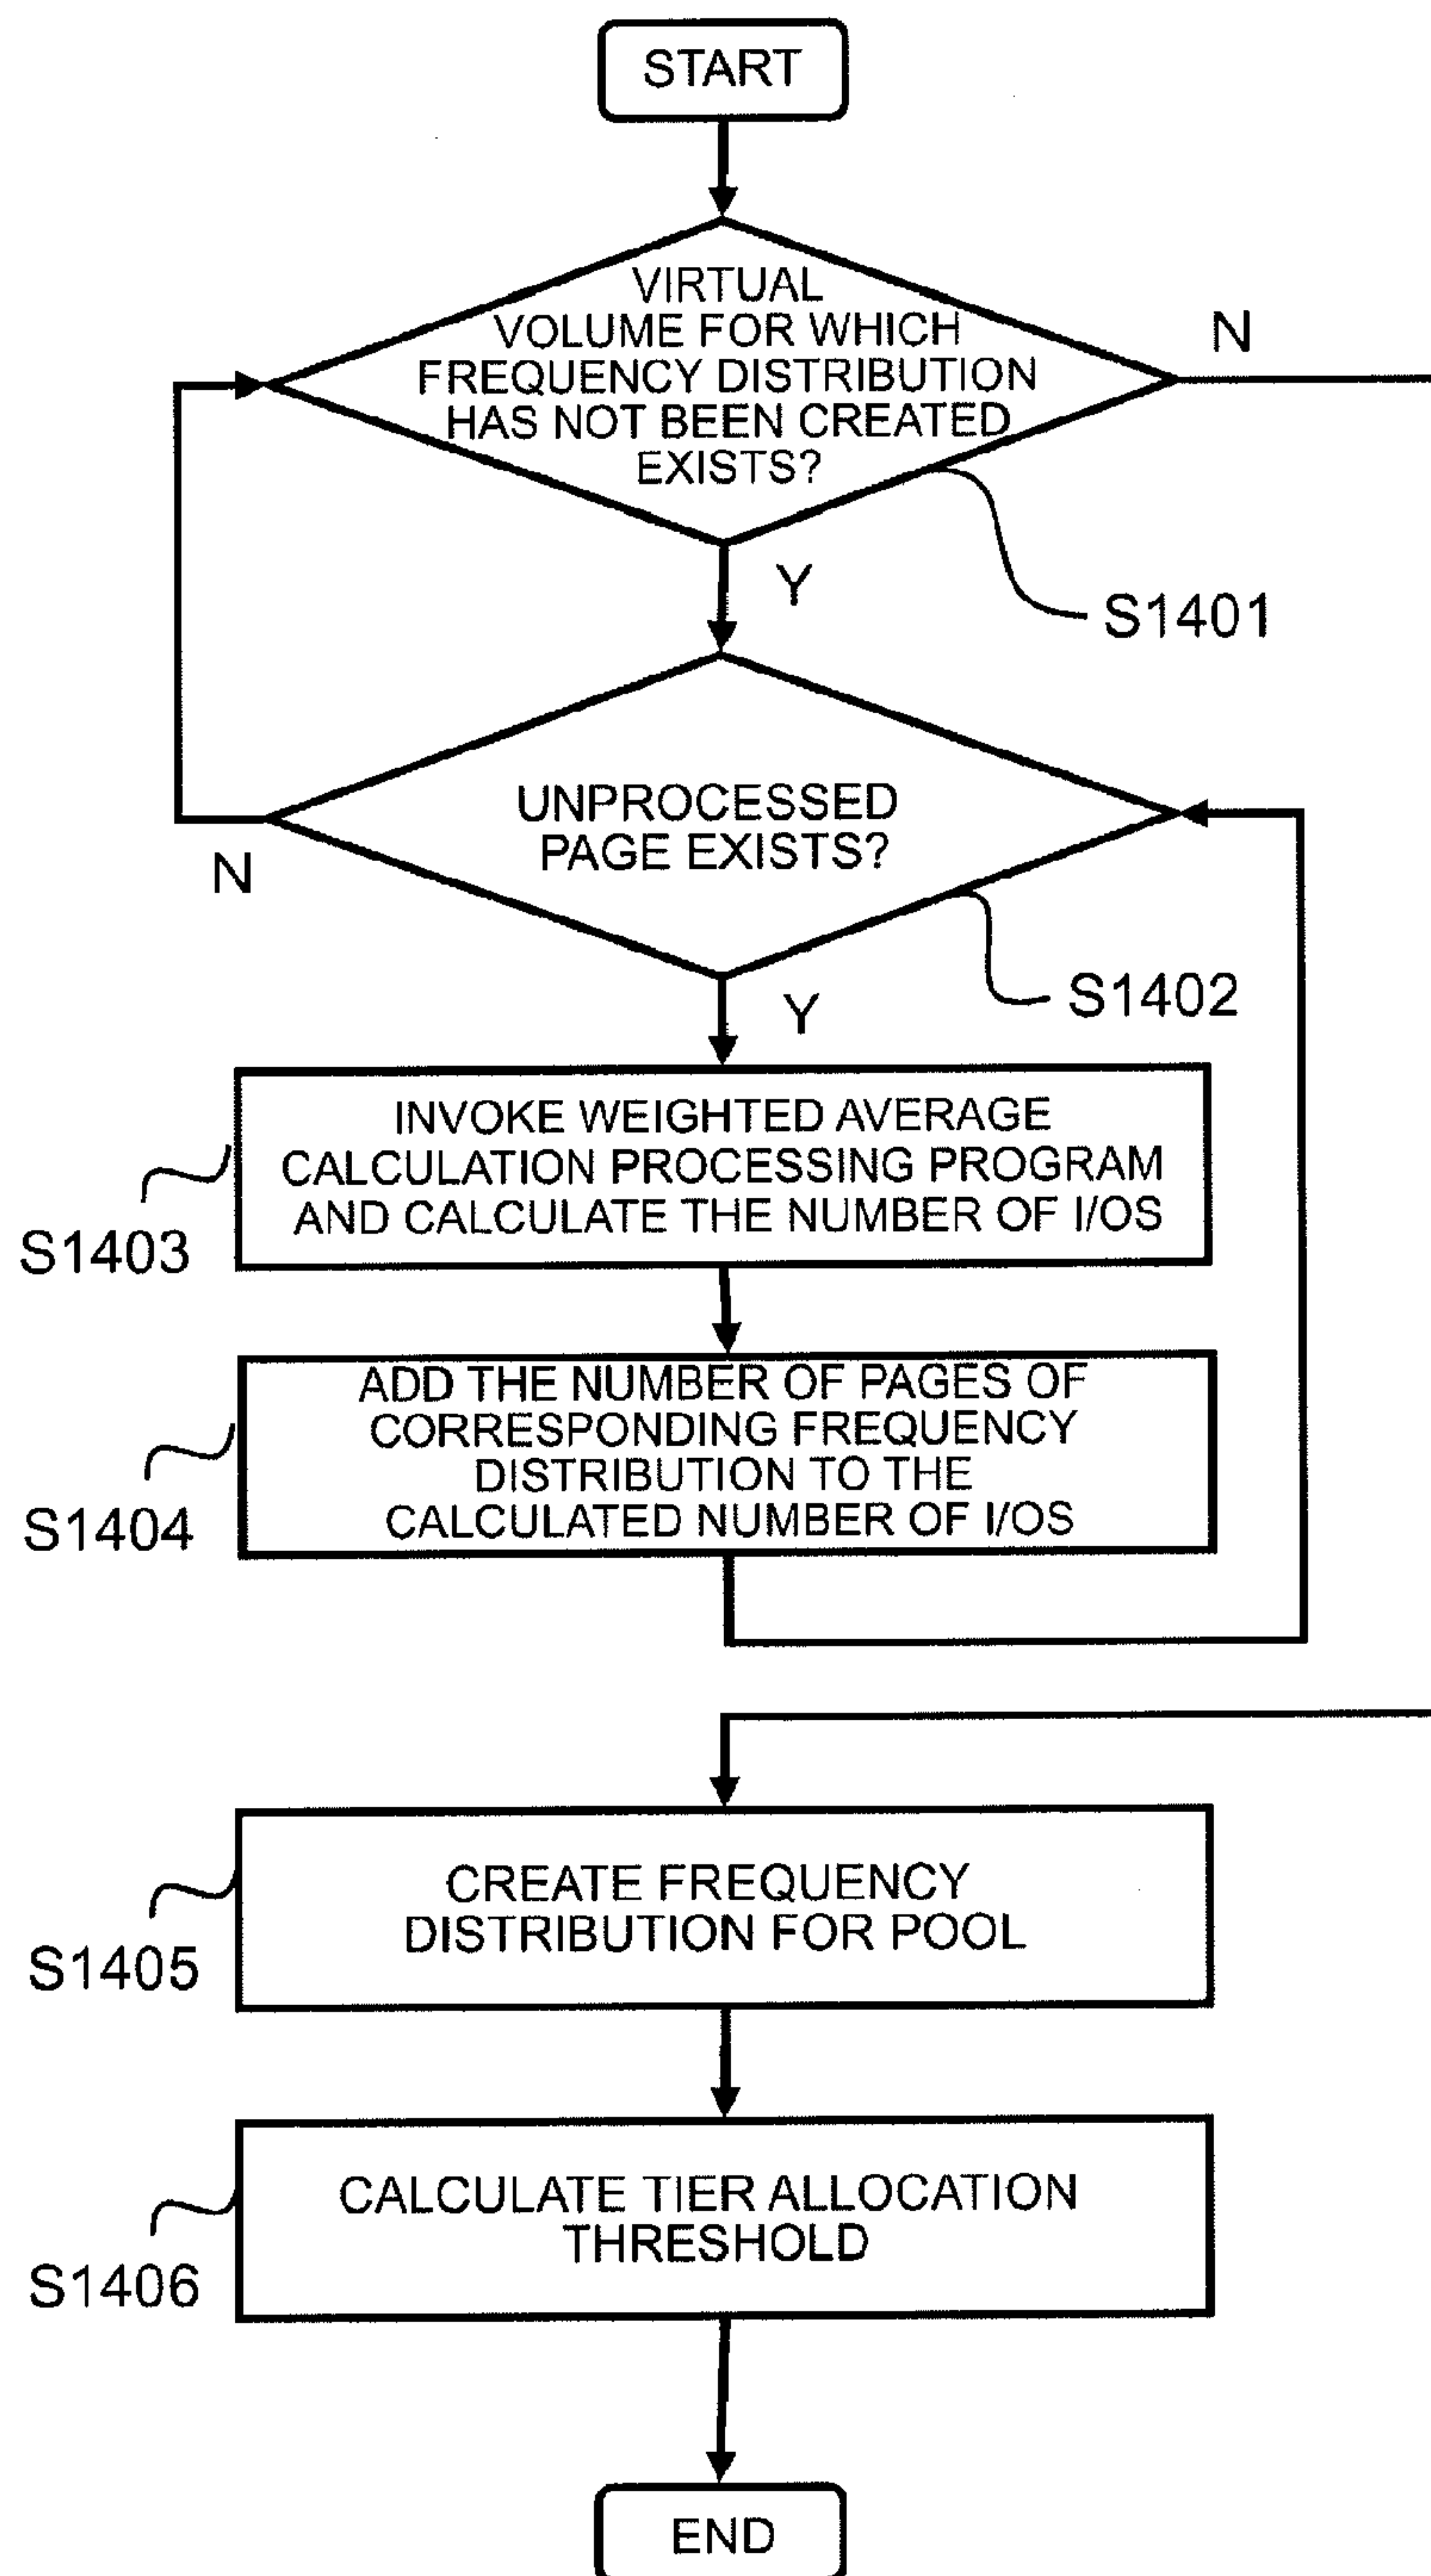 START
VIRTUAL
VOLUME FOR WHICH
FREQUENCY DISTRIBUTION
HAS NOT BEEN CREATED
EXISTS?
N
Y
S1401
UNPROCESSED
PAGE EXISTS?
N
Y
S1402
INVOKE WEIGHTED AVERAGE
CALCULATION PROCESSING PROGRAM
AND CALCULATE THE NUMBER OF I/OS
S1403
ADD THE NUMBER OF PAGES OF
CORRESPONDING FREQUENCY
DISTRIBUTION TO THE
CALCULATED NUMBER OF I/OS
S1404
CREATE FREQUENCY
DISTRIBUTION FOR POOL
S1405
CALCULATE TIER ALLOCATION
THRESHOLD
S1406
END